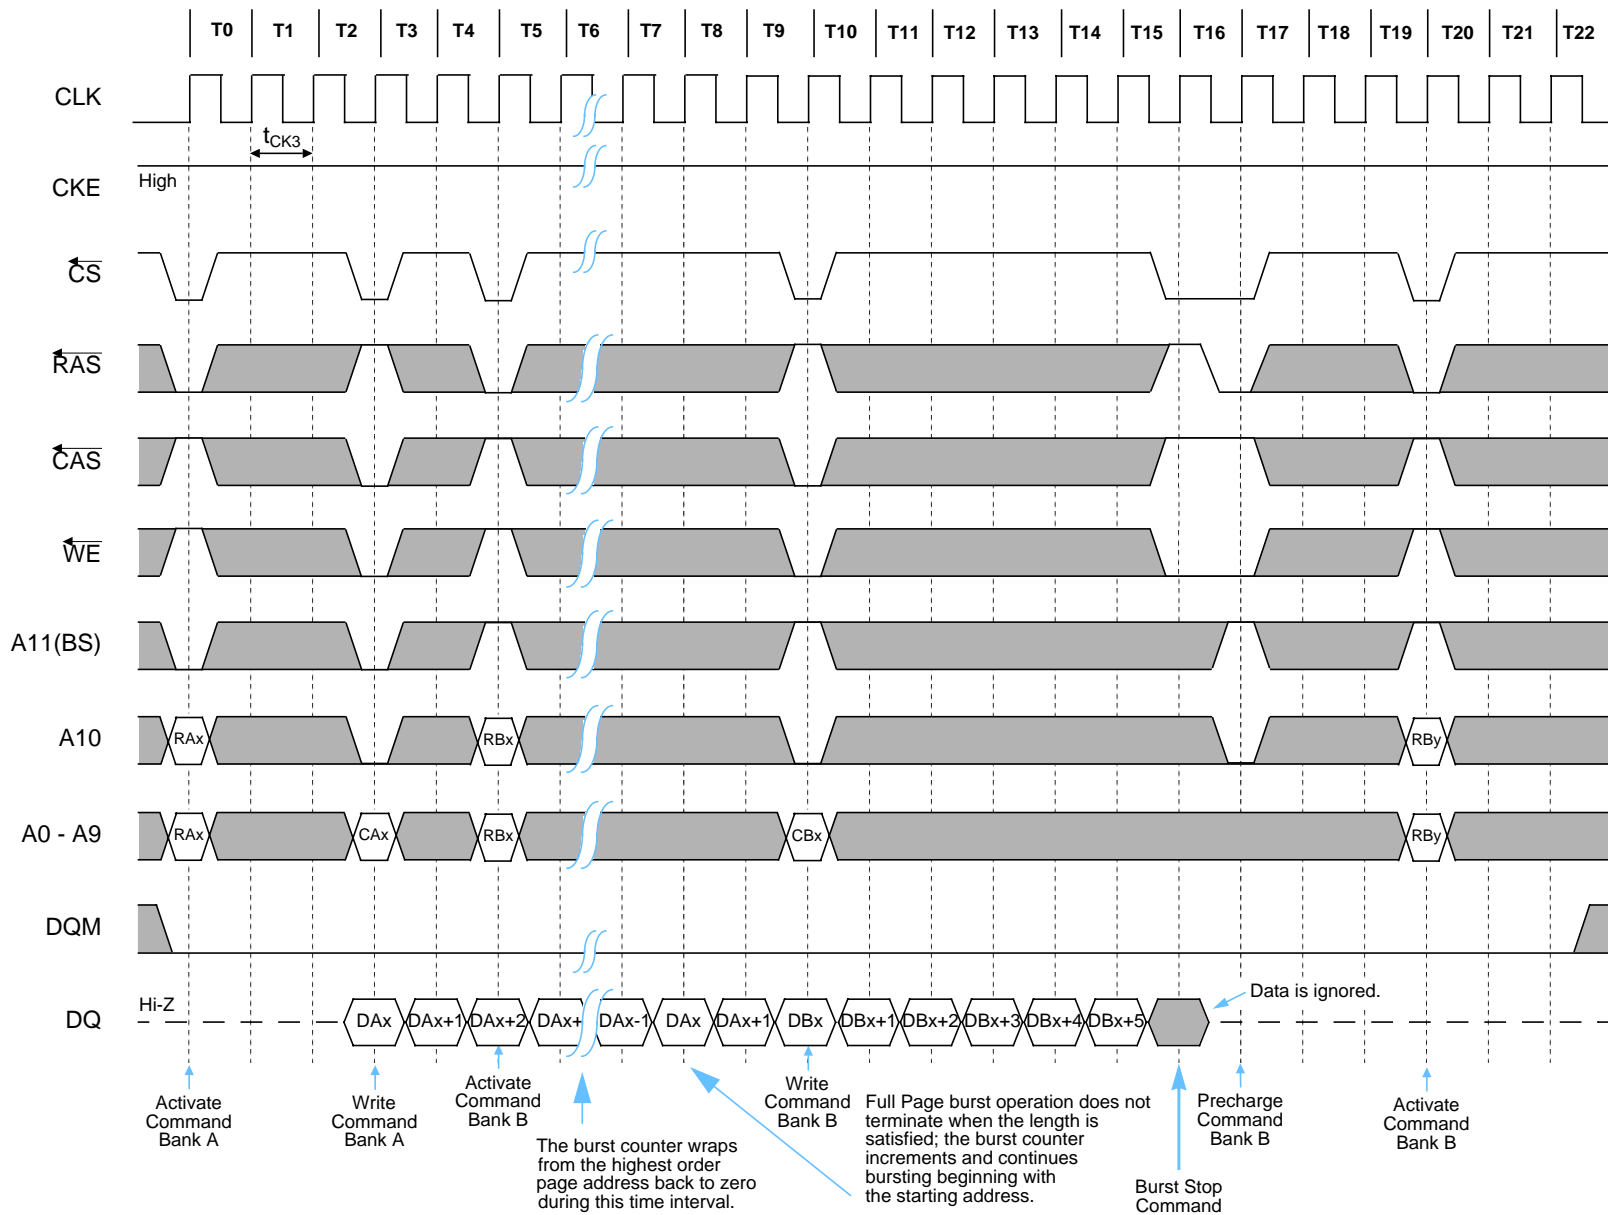 T0 T1 T2 T3 T4 T5 T6 T7 T8 T9 T10 T11 T12 T13 T14 T15 T16 T17 T18 T19 T20 T21 T22
CLK
tCK3
CKE
High
CS
RAS
CAS
WE
A11(BS)
A10
RAx RBx RBy
A0 - A9
RAx CAx RBx CBx RBy
DQM
DQ
Hi-Z
DAx DAx+1 DAx+2 DAx+ DAx-1 DAx DAx+1 DBx DBx+1 DBx+2 DBx+3 DBx+4 DBx+5
Data is ignored.
Activate
Command
Bank A
Write
Command
Bank A
Activate
Command
Bank B
The burst counter wraps
from the highest order
page address back to zero
during this time interval.
Write
Command
Bank B
Full Page burst operation does not
terminate when the length is
satisfied; the burst counter
increments and continues
bursting beginning with
the starting address.
Burst Stop
Command
Precharge
Command
Bank B
Activate
Command
Bank B